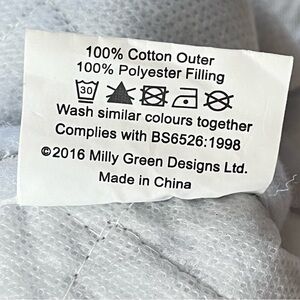 100% Cotton Outer
100% Polyester Filling
30
Wash similar colours together
Complies with BS6526:1998
©2016 Milly Green Designs Ltd.
Made in China